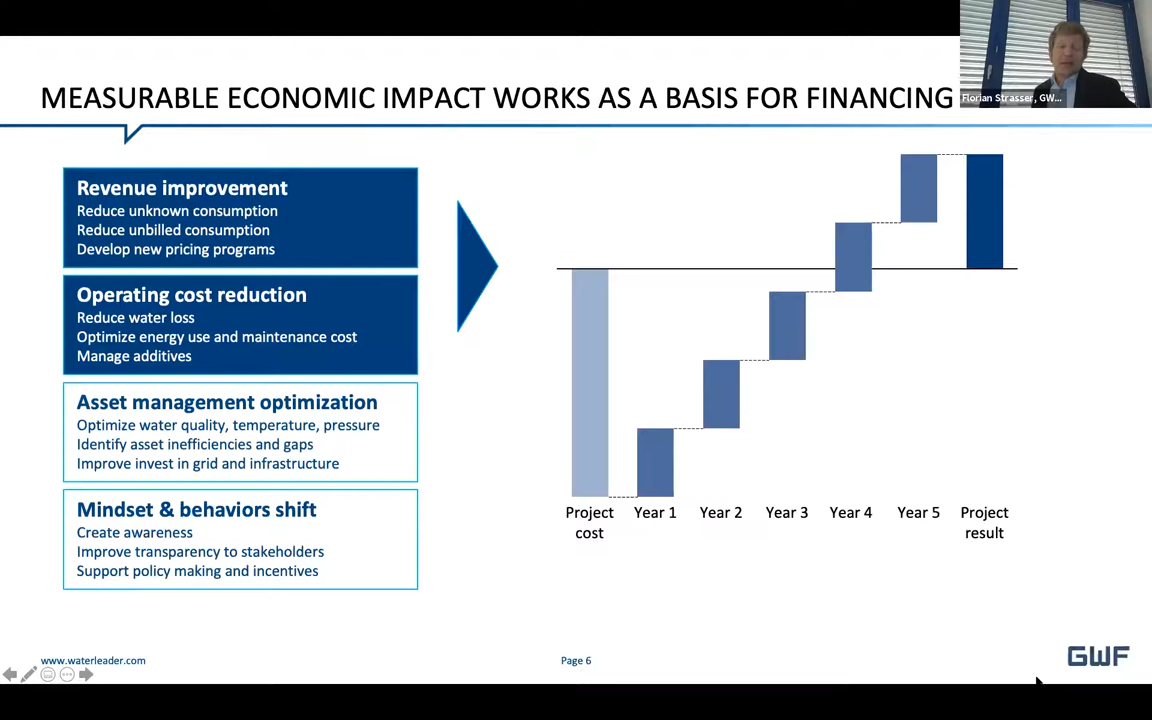 MEASURABLE ECONOMIC IMPACT WORKS AS A BASIS FOR FINANCING
Florian Strasser, GW...
Revenue improvement
Reduce unknown consumption
Reduce unbilled consumption
Develop new pricing programs
Operating cost reduction
Reduce water loss
Optimize energy use and maintenance cost
Manage additives
Asset management optimization
Optimize water quality, temperature, pressure
Identify asset inefficiencies and gaps
Improve invest in grid and infrastructure
Mindset & behaviors shift
Create awareness
Improve transparency to stakeholders
Support policy making and incentives
Project cost
Year 1
Year 2
Year 3
Year 4
Year 5
Project result
www.waterleader.com
Page 6
GWF